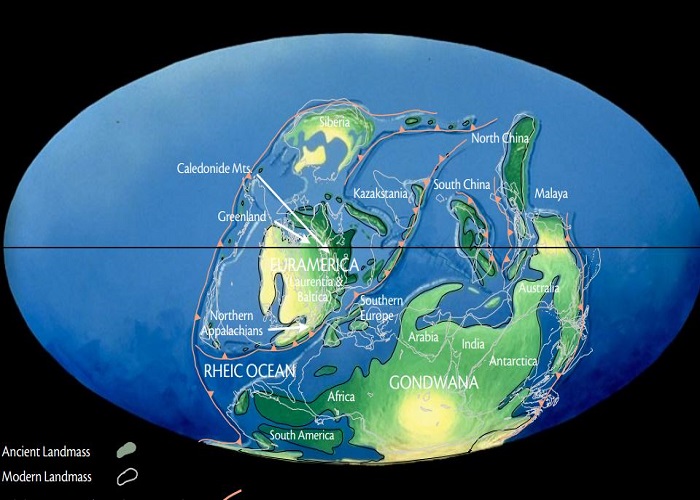 Siberia
North China
Caledonide Mts.
Kazakstania
South China
Malaya
Greenland
EURAMERICA
(Laurentia &
Baltica)
Australia
Southern
Europe
Northern
Appalachians
Arabia
India
Antarctica
RHEIC OCEAN
GONDWANA
Africa
South America
Ancient Landmass
Modern Landmass